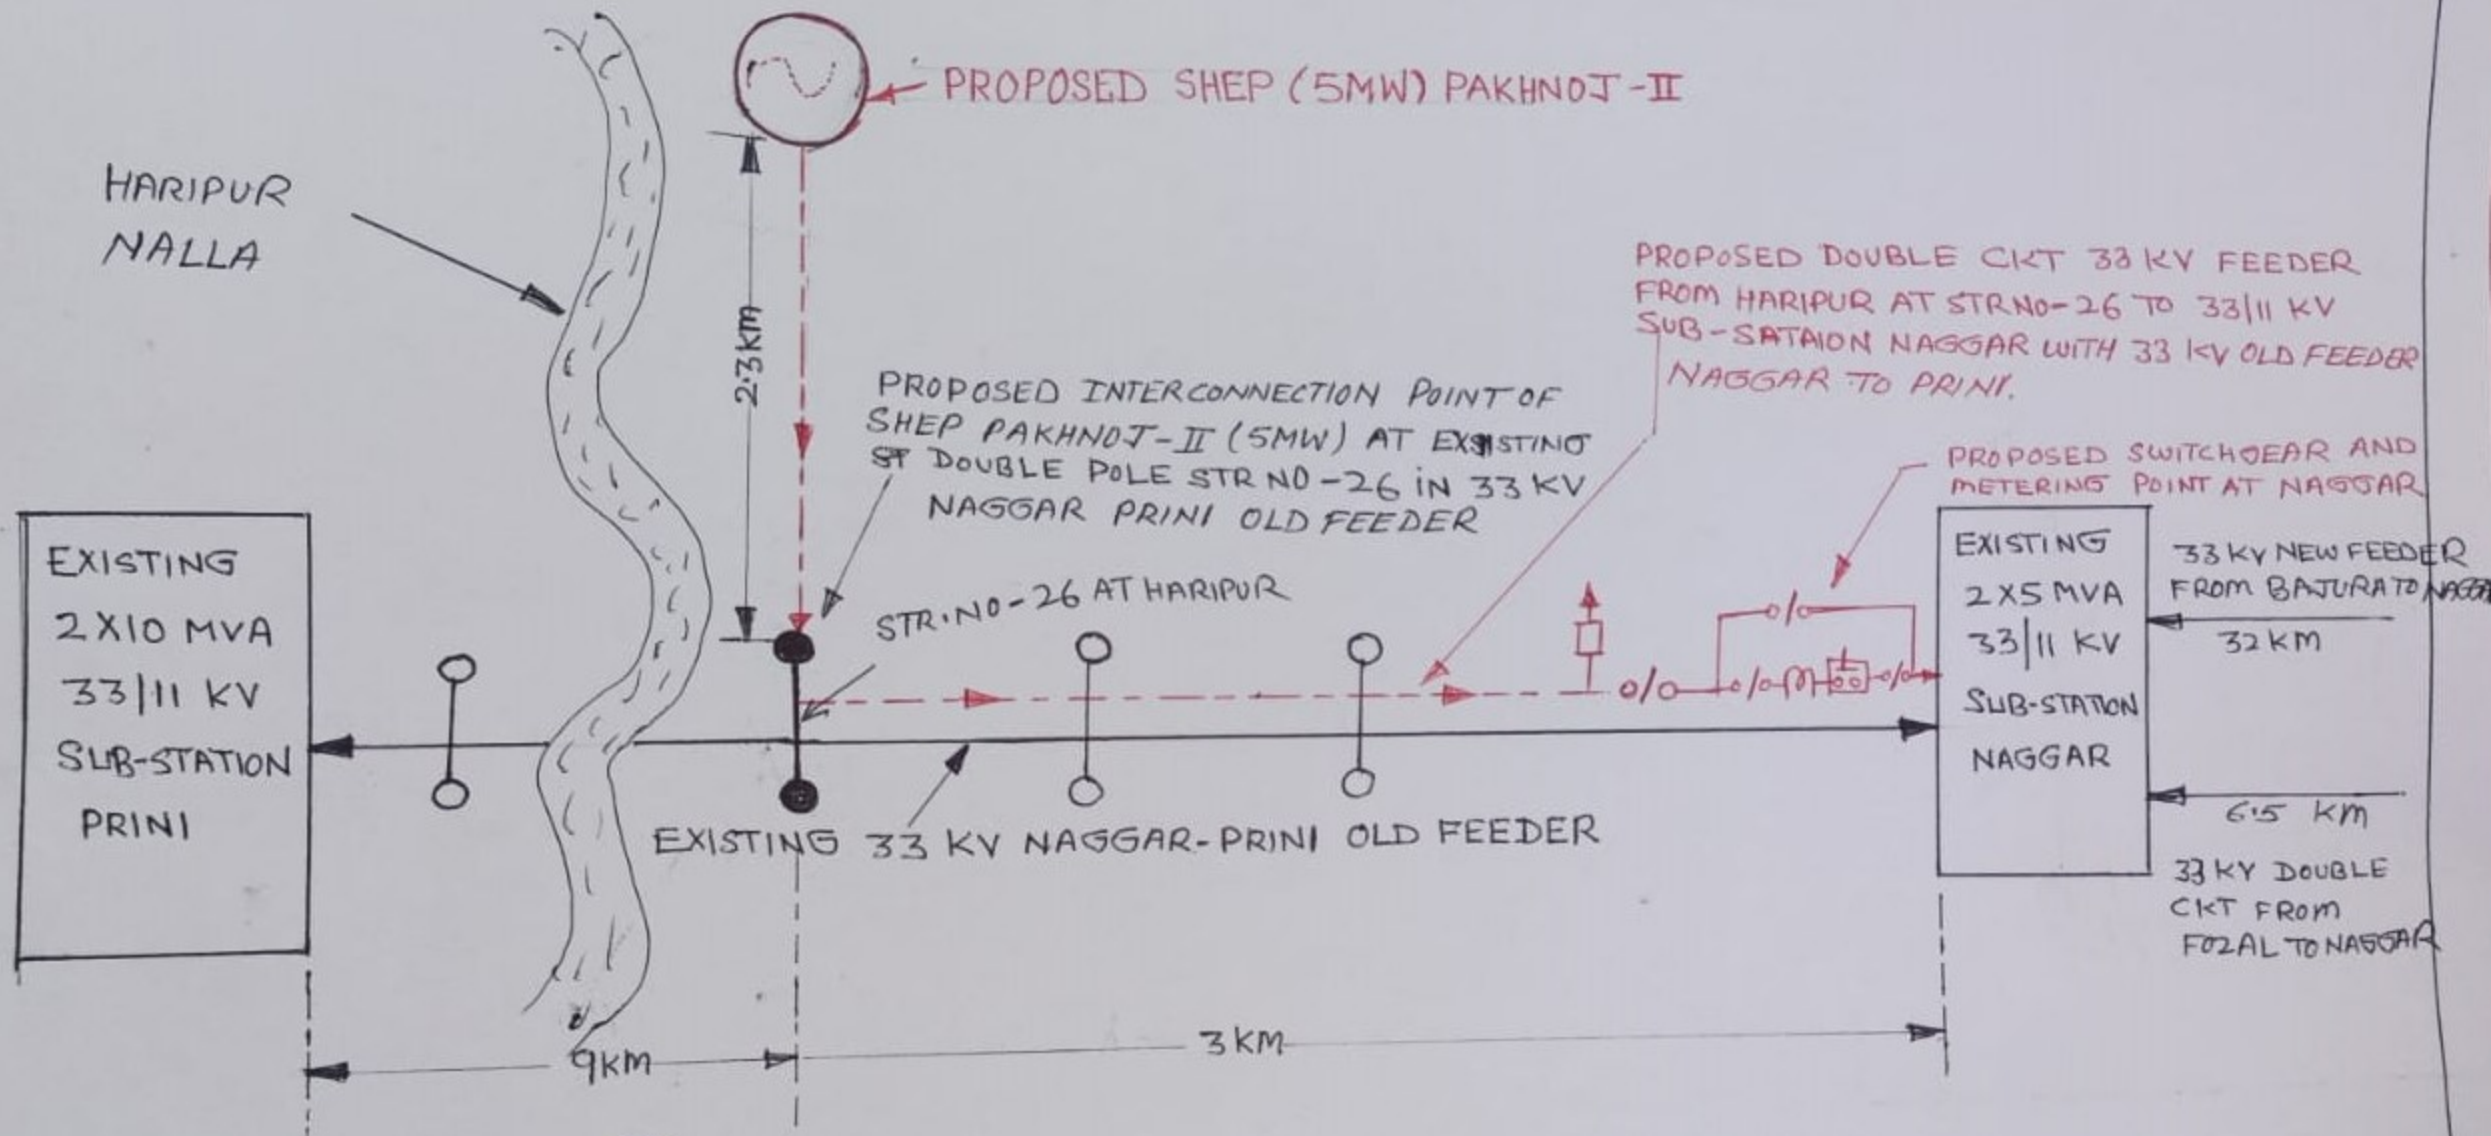 PROPOSED SHEP (5MW) PAKHNOJ-II
HARIPUR
NALLA
2.3KM
PROPOSED DOUBLE CKT 33 KV FEEDER
FROM HARIPUR AT STRNO-26 TO 33/11 KV
SUB-SATAION NAGGAR WITH 33 KV OLD FEEDER
NAGGAR TO PRINI.
PROPOSED INTERCONNECTION POINT OF
SHEP PAKHNOJ-II (5MW) AT EXSISTING
DOUBLE POLE STR NO-26 IN 33 KV
NAGGAR PRINI OLD FEEDER
PROPOSED SWITCHGEAR AND
METERING POINT AT NAGGAR
STR.NO-26 AT HARIPUR
EXISTING
2X10 MVA
33/11 KV
SUB-STATION
PRINI
EXISTING
2X5 MVA
33/11 KV
SUB-STATION
NAGGAR
33 KV NEW FEEDER
FROM BAJURA TO
32 KM
6.5 KM
33 KV DOUBLE
CKT FROM
FOZAL TO NAGGAR
EXISTING 33 KV NAGGAR-PRINI OLD FEEDER
9KM
3KM